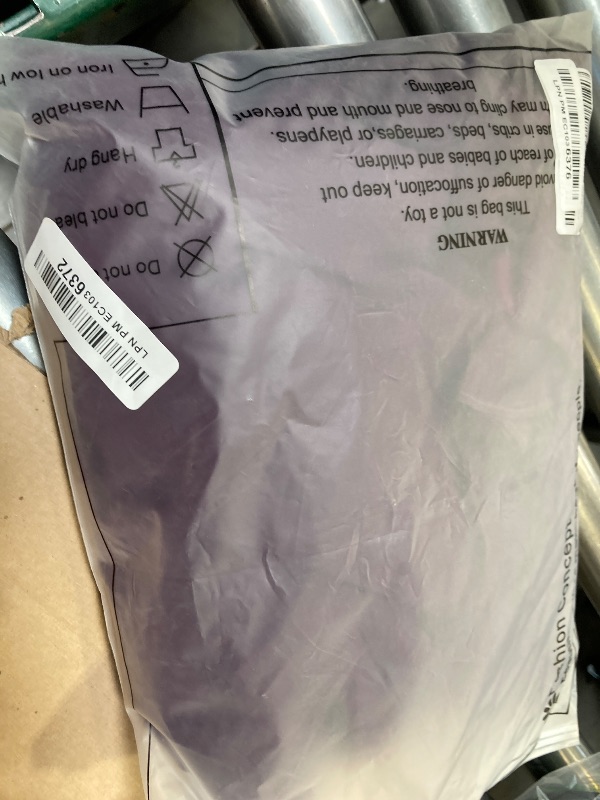 WARNING
This bag is not a toy.
void danger of suffocation, keep out
of reach of babies and children.
use in cribs, beds, carriages, or playpens.
m may cling to nose and mouth and prevent
breathing.
Do not
Do not blea
Hang dry
Washable
Iron on low h
LPN PM EC1036372
LPN PM EC1036376
hion Concept